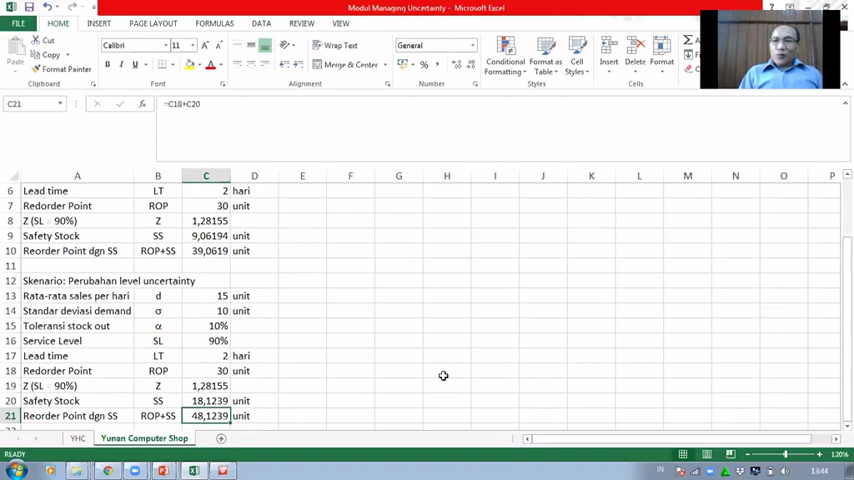 Modul Managing Uncertainty - Microsoft Excel
FILE HOME INSERT PAGE LAYOUT FORMULAS DATA REVIEW VIEW
Cut
Copy
Format Painter
Paste
Clipboard
Calibri 11
B I U
Font
Wrap Text
Merge & Center
Alignment
General
%
Number
Conditional Formatting
Format as Table
Cell Styles
Styles
Insert Delete Format
Cells
C21 fx =C18+C20
A B C D E F G H I J K L M N O P
6 Lead time LT 2 hari
7 Redorder Point ROP 30 unit
8 Z (SL = 90%) Z 1,28155
9 Safety Stock SS 9,06194 unit
10 Reorder Point dgn SS ROP+SS 39,0619 unit
11
12 Skenario: Perubahan level uncertainty
13 Rata-rata sales per hari d 15 unit
14 Standar deviasi demand σ 10 unit
15 Toleransi stock out α 10%
16 Service Level SL 90%
17 Lead time LT 2 hari
18 Redorder Point ROP 30 unit
19 Z (SL = 90%) Z 1,28155
20 Safety Stock SS 18,1239 unit
21 Reorder Point dgn SS ROP+SS 48,1239 unit
YHC Yunan Computer Shop
READY 120%
IN 13:44